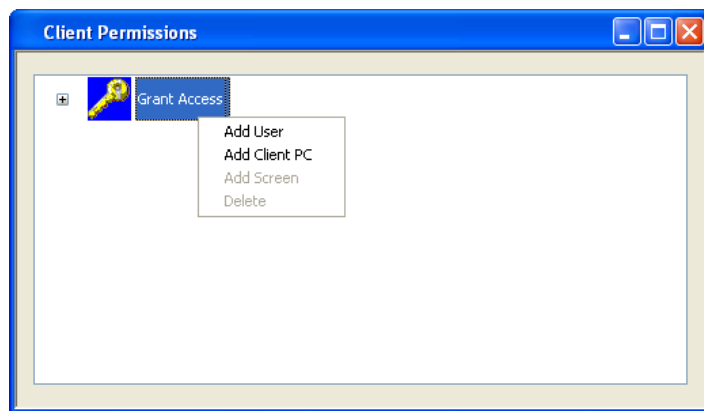 Client Permissions
Grant Access
Add User
Add Client PC
Add Screen
Delete